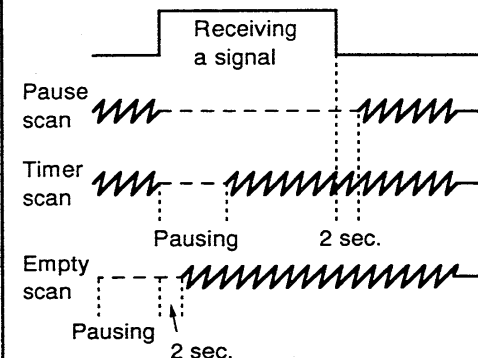 Receiving
a signal
Pause
scan
Timer
scan
Pausing 2 sec.
Empty
scan
Pausing
2 sec.